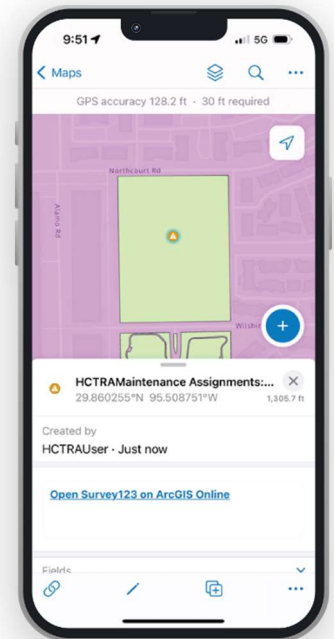 9:51
5G
Maps
GPS accuracy 128.2 ft · 30 ft required
Northcourt Rd
Alamo Rd
Wilshi
HCTRAMaintenance Assignments:...
29.860255°N 95.508751°W
1,305.7 ft
Created by
HCTRAUser · Just now
Open Survey123 on ArcGIS Online
Fields